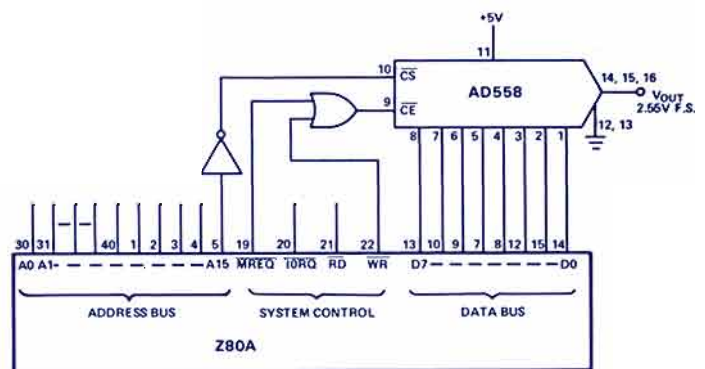 +5V
11
10 CS
AD558
14, 15, 16
VOUT
2.55V F.S.
9 CE
12, 13
8 7 6 5 4 3 2 1
30 31 40 1 2 3 4 5 19 20 21 22 13 10 9 7 8 12 15 14
A0 A1 A15 MREQ IORQ RD WR D7 D0
ADDRESS BUS SYSTEM CONTROL DATA BUS
Z80A